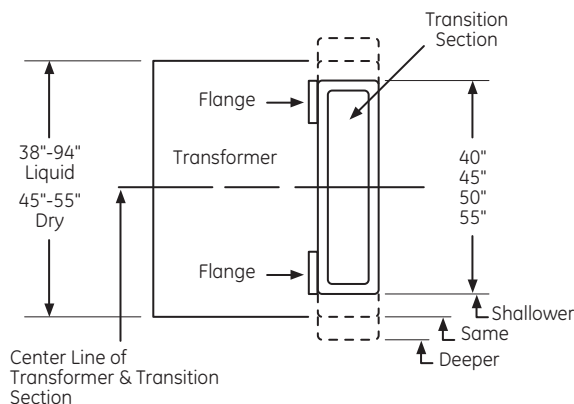 Transition
Section
Flange
38"-94"
Liquid
45"-55"
Dry
Transformer
40"
45"
50"
55"
Flange
Shallower
Same
Deeper
Center Line of
Transformer & Transition
Section